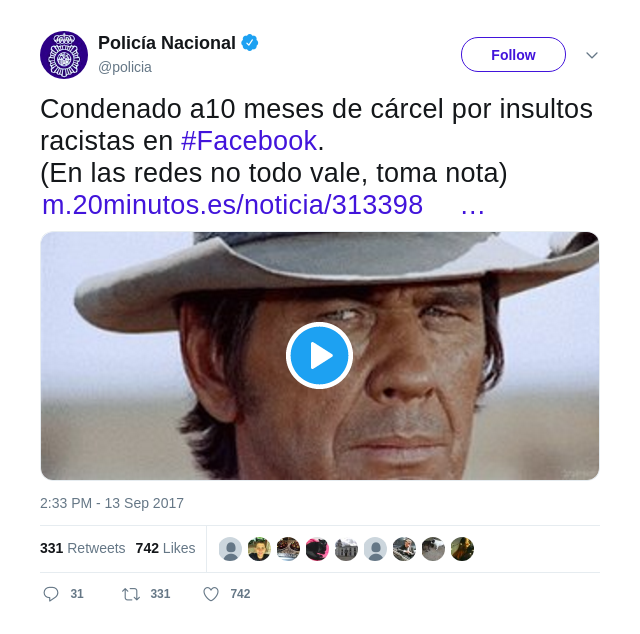 Policía Nacional
@policia
Follow
Condenado a10 meses de cárcel por insultos
racistas en #Facebook.
(En las redes no todo vale, toma nota)
m.20minutos.es/noticia/313398 …
2:33 PM - 13 Sep 2017
331 Retweets 742 Likes
31 331 742